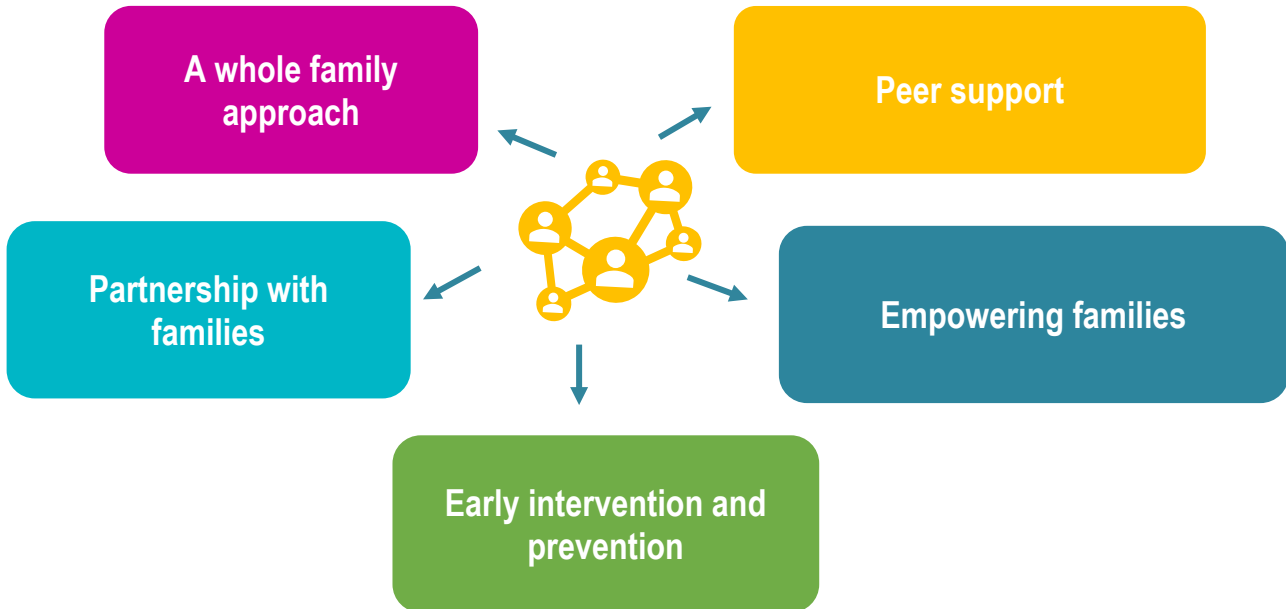 A whole family
approach
Peer support
Partnership with
families
Empowering families
Early intervention and
prevention